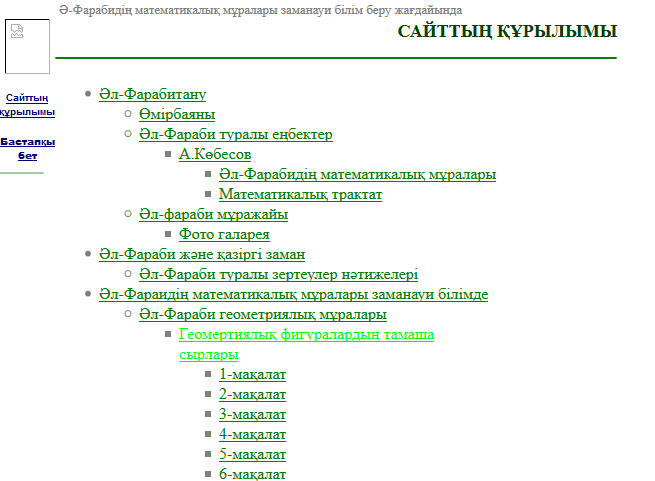 Ә-Фарабидің математикалық мұралары заманауи білім беру жағдайында
САЙТТЫҢ ҚҰРЫЛЫМЫ
Сайттың
құрылымы
Бастапқы
бет
Әл-Фарабитану
Өмірбаяны
Әл-Фараби туралы еңбектер
А.Көбесов
Әл-Фарабидің математикалық мұралары
Математикалық трактат
Әл-фараби мұражайы
Фото галарея
Әл-Фараби және қазіргі заман
Әл-Фараби туралы зертеулер нәтижелері
Әл-Фараидің математикалық мұралары заманауи білімде
Әл-Фараби геометриялық мұралары
Геомертиялық фигуралардың тамаша
сырлары
1-мақалат
2-мақалат
3-мақалат
4-мақалат
5-мақалат
6-мақалат